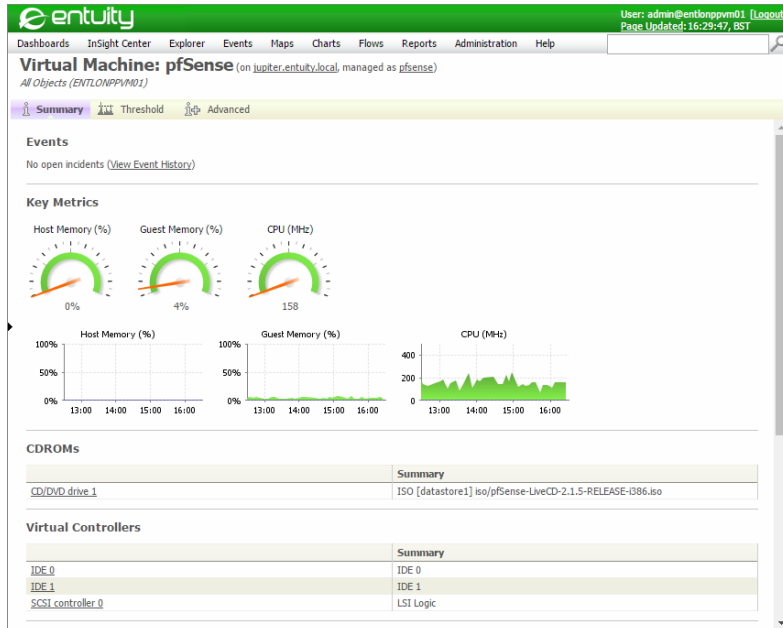 entuity
User: admin@entlonppvm01 [Logout
Page Updated: 16:29:47, BST
Dashboards InSight Center Explorer Events Maps Charts Flows Reports Administration Help
Virtual Machine: pfSense (on jupiter.entuity.local, managed as pfsense)
All Objects (ENTLONPPVM01)
Summary Threshold Advanced
Events
No open incidents (View Event History)
Key Metrics
Host Memory (%) Guest Memory (%) CPU (MHz)
0% 4% 158
Host Memory (%) Guest Memory (%) CPU (MHz)
100%
50%
0%
13:00 14:00 15:00 16:00
100%
50%
0%
13:00 14:00 15:00 16:00
400
200
0
13:00 14:00 15:00 16:00
CDROMs
Summary
CD/DVD drive 1 ISO [datastore1] iso/pfSense-LiveCD-2.1.5-RELEASE-i386.iso
Virtual Controllers
Summary
IDE 0 IDE 0
IDE 1 IDE 1
SCSI controller 0 LSI Logic